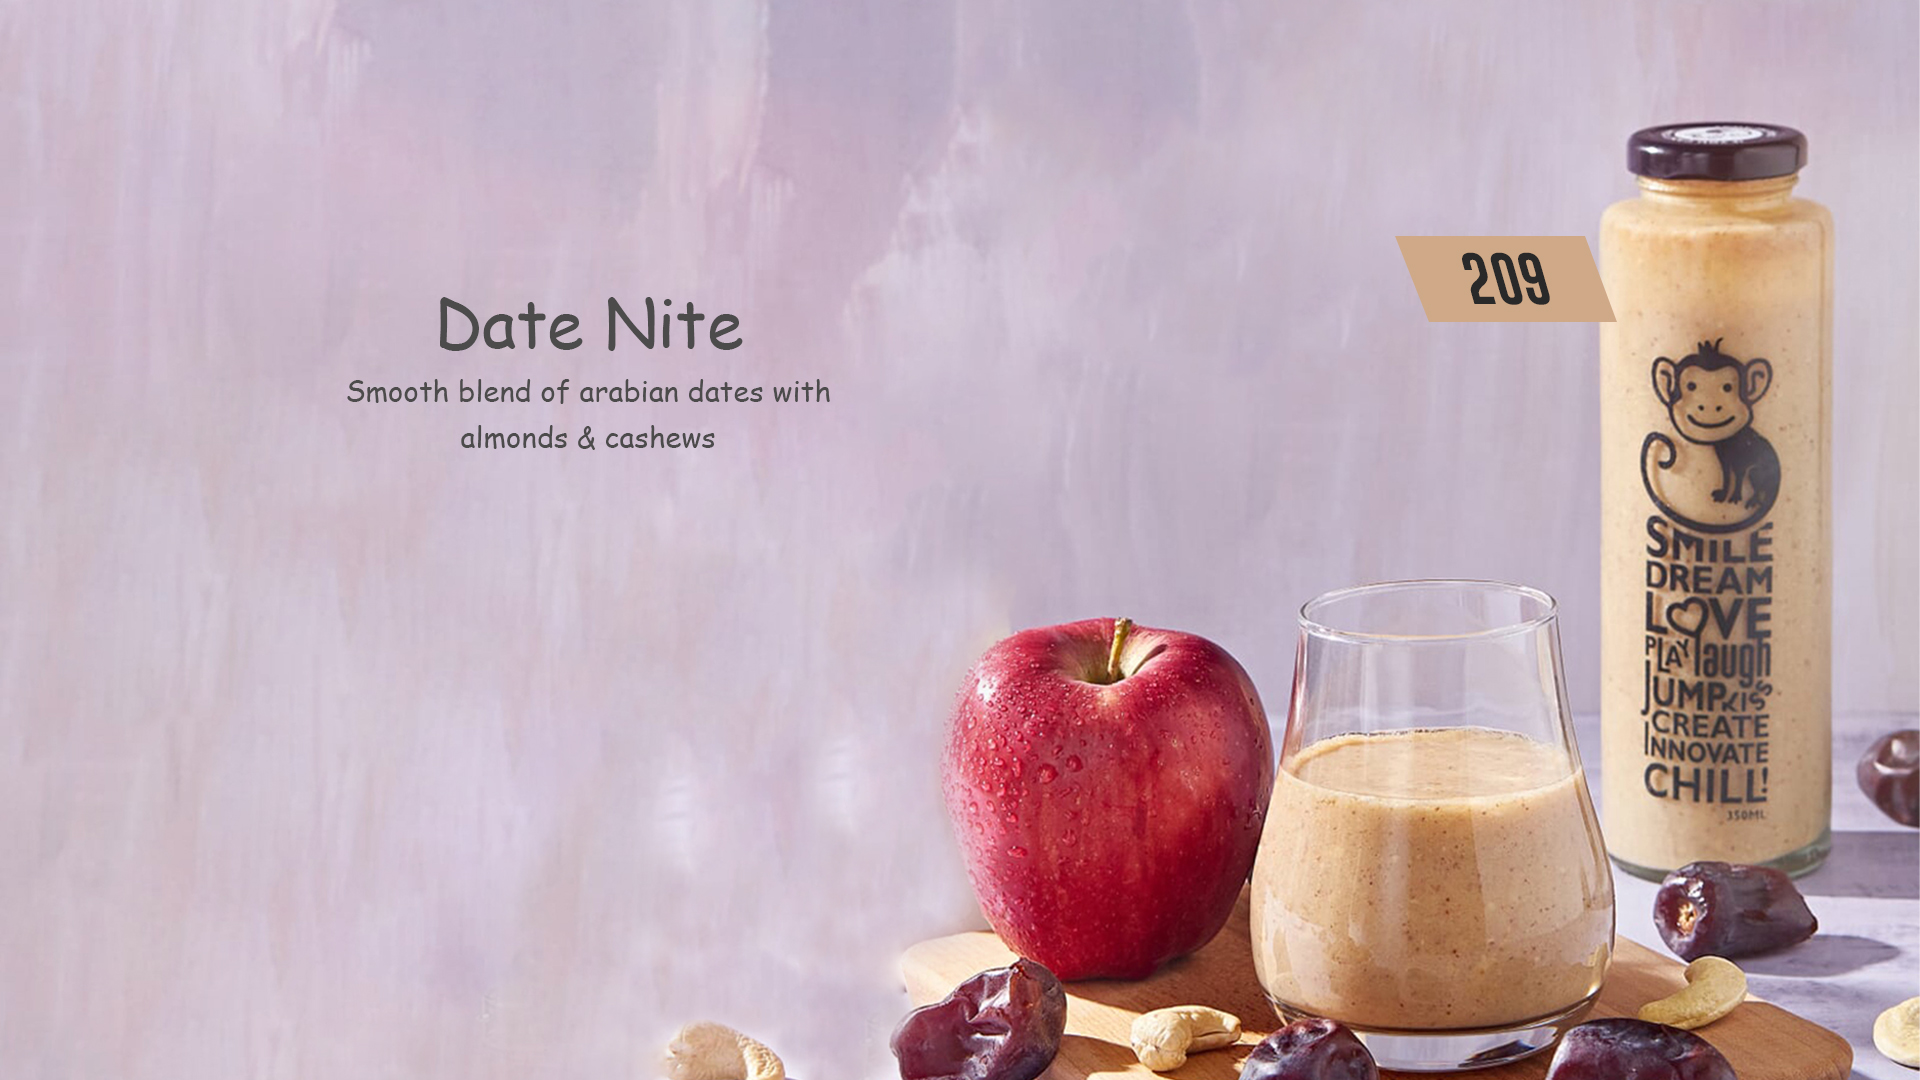 Date Nite
Smooth blend of arabian dates with
almonds & cashews
209
SMILE
DREAM
LOVE
PLAY laugh
JUMP KISS
CREATE
INNOVATE
CHILL!
350ML